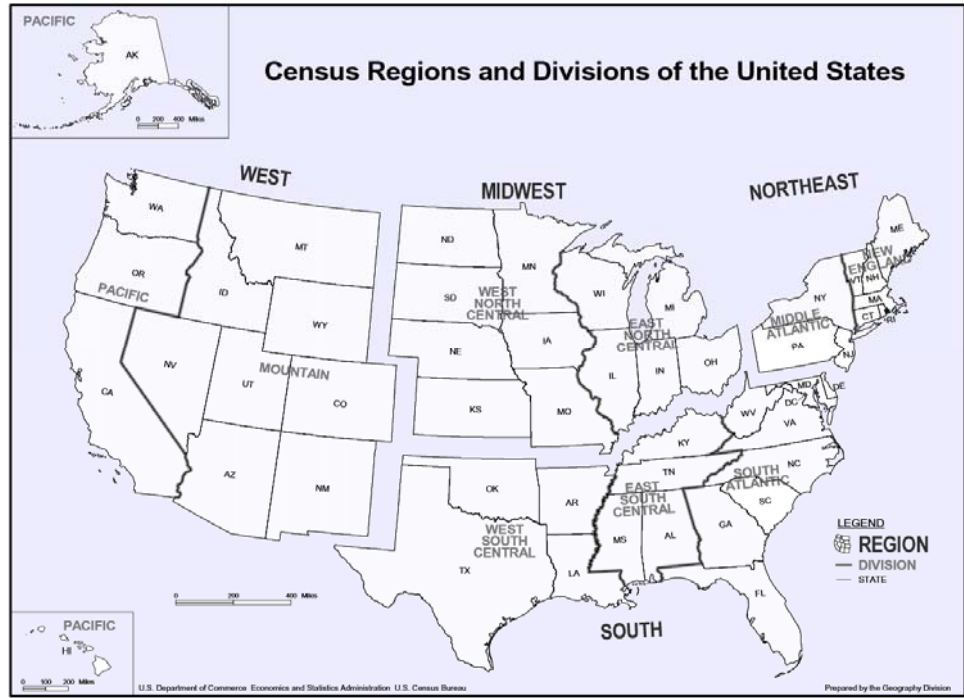 PACIFIC
AK
0 200 400 Miles
Census Regions and Divisions of the United States
WEST
MIDWEST
NORTHEAST
WA
MT
OR
ID
PACIFIC
WY
NV
UT
MOUNTAIN
CO
CA
AZ
NM
ND
MN
SD
WEST
NORTH
CENTRAL
NE
IA
KS
MO
WI
MI
EAST
NORTH
CENTRAL
IL
IN
OH
ME
NEW
ENGLAND
VT
NH
NY
MA
CT
RI
MIDDLE
ATLANTIC
PA
NJ
OK
AR
WEST
SOUTH
CENTRAL
TX
LA
KY
TN
EAST
SOUTH
CENTRAL
MS
AL
WV
MD
DE
DC
VA
NC
SOUTH
ATLANTIC
SC
GA
FL
SOUTH
LEGEND
REGION
DIVISION
STATE
0 200 400 Miles
PACIFIC
HI
0 100 200 Miles
U.S. Department of Commerce Economics and Statistics Administration U.S. Census Bureau
Prepared by the Geography Division